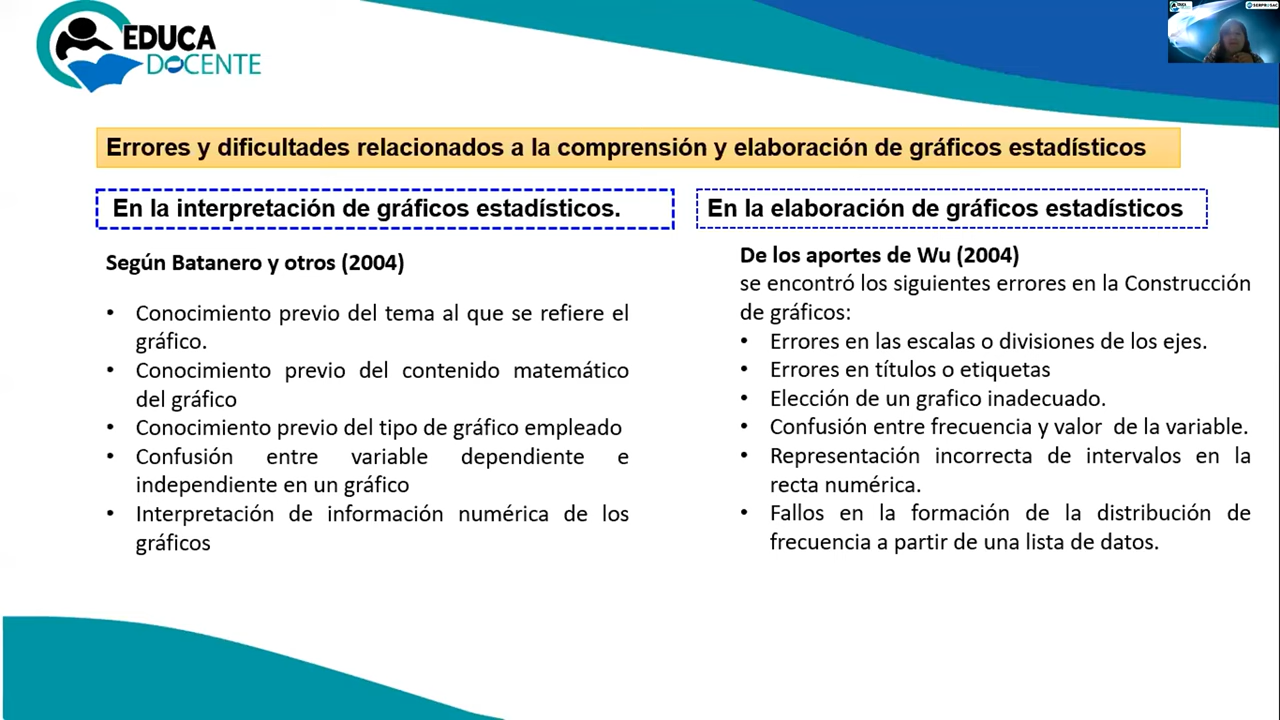 EDUCA
DOCENTE
Errores y dificultades relacionados a la comprensión y elaboración de gráficos estadísticos
En la interpretación de gráficos estadísticos.
Según Batanero y otros (2004)
• Conocimiento previo del tema al que se refiere el
gráfico.
• Conocimiento previo del contenido matemático
del gráfico
• Conocimiento previo del tipo de gráfico empleado
• Confusión entre variable dependiente e
independiente en un gráfico
• Interpretación de información numérica de los
gráficos
En la elaboración de gráficos estadísticos
De los aportes de Wu (2004)
se encontró los siguientes errores en la Construcción
de gráficos:
• Errores en las escalas o divisiones de los ejes.
• Errores en títulos o etiquetas
• Elección de un grafico inadecuado.
• Confusión entre frecuencia y valor de la variable.
• Representación incorrecta de intervalos en la
recta numérica.
• Fallos en la formación de la distribución de
frecuencia a partir de una lista de datos.